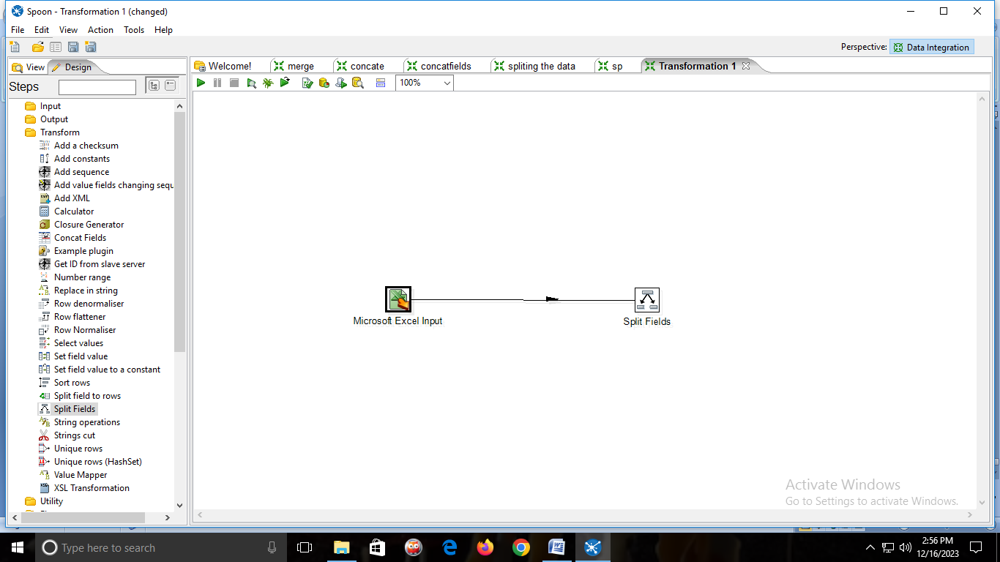 Spoon - Transformation 1 (changed)
File Edit View Action Tools Help
Perspective: Data Integration
View Design
Welcome! merge concate concatfields spliting the data sp Transformation 1
Steps
100%
Input
Output
Transform
Add a checksum
Add constants
Add sequence
Add value fields changing sequ
Add XML
Calculator
Closure Generator
Concat Fields
Example plugin
Get ID from slave server
Number range
Replace in string
Row denormaliser
Row flattener
Row Normaliser
Select values
Set field value
Set field value to a constant
Sort rows
Split field to rows
Split Fields
String operations
Strings cut
Unique rows
Unique rows (HashSet)
Value Mapper
XSL Transformation
Utility
Microsoft Excel Input
Split Fields
Activate Windows
Go to Settings to activate Windows.
Type here to search
2:56 PM
12/16/2023